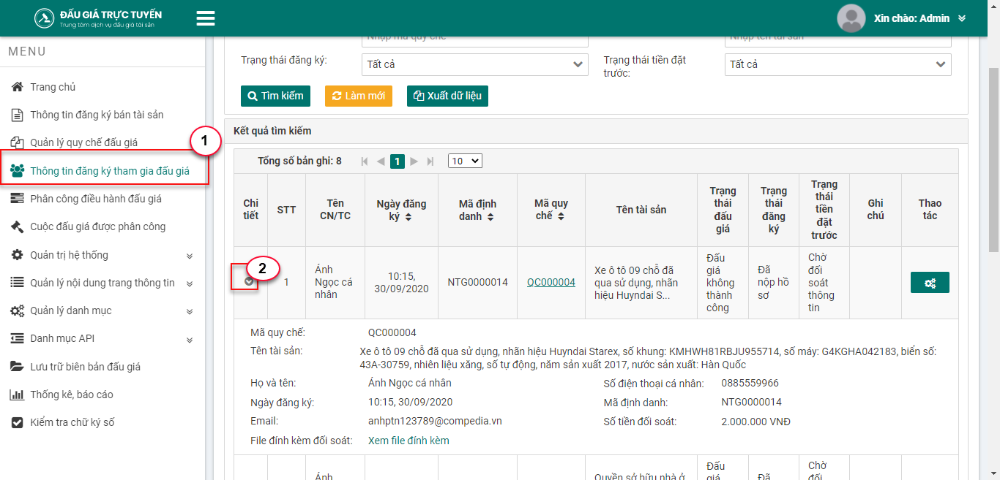 ĐẤU GIÁ TRỰC TUYẾN
Trung tâm dịch vụ đấu giá tài sản
Xin chào: Admin
MENU
Trang chủ
Thông tin đăng ký bán tài sản
Quản lý quy chế đấu giá
1
Thông tin đăng ký tham gia đấu giá
Phân công điều hành đấu giá
Cuộc đấu giá được phân công
Quản trị hệ thống
Quản lý nội dung trang thông tin
Quản lý danh mục
Danh mục API
Lưu trữ biên bản đấu giá
Thống kê, báo cáo
Kiểm tra chữ ký số
Nhập mã quy chế
Nhập tên tài sản
Trạng thái đăng ký:
Tất cả
Trạng thái tiền đặt
trước:
Tất cả
Tìm kiếm
Làm mới
Xuất dữ liệu
Kết quả tìm kiếm
Tổng số bản ghi: 8
1
10
Chi
tiết
STT
Tên
CN/TC
Ngày đăng
ký
Mã định
danh
Mã quy
chế
Tên tài sản
Trạng
thái
đấu
giá
Trạng
thái
đăng
ký
Trạng
thái
tiền
đặt
trước
Ghi
chú
Thao
tác
2
1
Ánh
Ngọc cá
nhân
10:15,
30/09/2020
NTG0000014
QC000004
Xe ô tô 09 chỗ đã
qua sử dụng, nhãn
hiệu Huyndai S...
Đấu
giá
không
thành
công
Đã
nộp hồ
sơ
Chờ
đối
soát
thông
tin
Mã quy chế:
QC000004
Tên tài sản:
Xe ô tô 09 chỗ đã qua sử dụng, nhãn hiệu Huyndai Starex, số khung: KMHWH81RBJU955714, số máy: G4KGHA042183, biển số:
43A-30759, nhiên liệu xăng, số tự động, năm sản xuất 2017, nước sản xuất: Hàn Quốc
Họ và tên:
Ánh Ngọc cá nhân
Số điện thoại cá nhân:
0885559966
Ngày đăng ký:
10:15, 30/09/2020
Mã định danh:
NTG0000014
Email:
anhptn123789@compedia.vn
Số tiền đối soát:
2.000.000 VNĐ
File đính kèm đối soát:
Xem file đính kèm
Ánh
Quyền sở hữu nhà ở
Đấu
giá
Đã
Chờ
đối